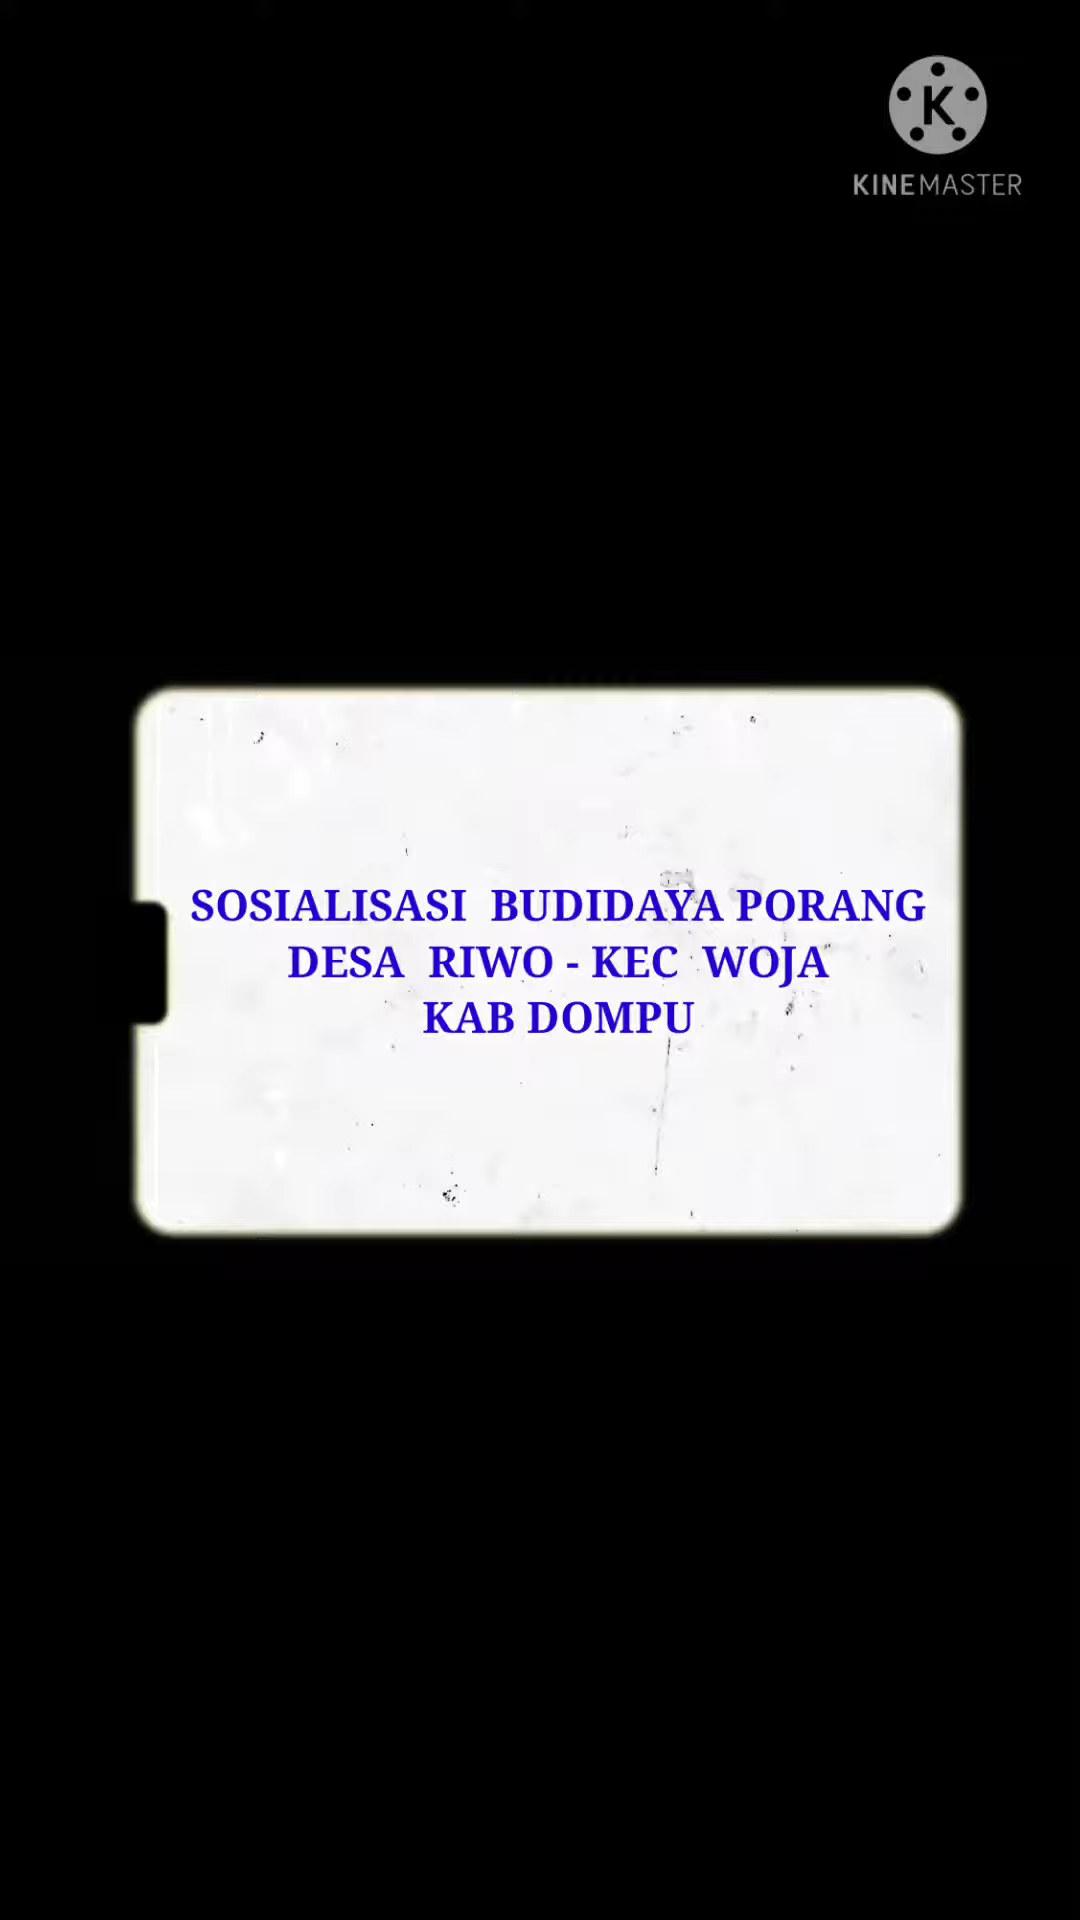 K
KINEMASTER
SOSIALISASI BUDIDAYA PORANG
DESA RIWO - KEC WOJA
KAB DOMPU